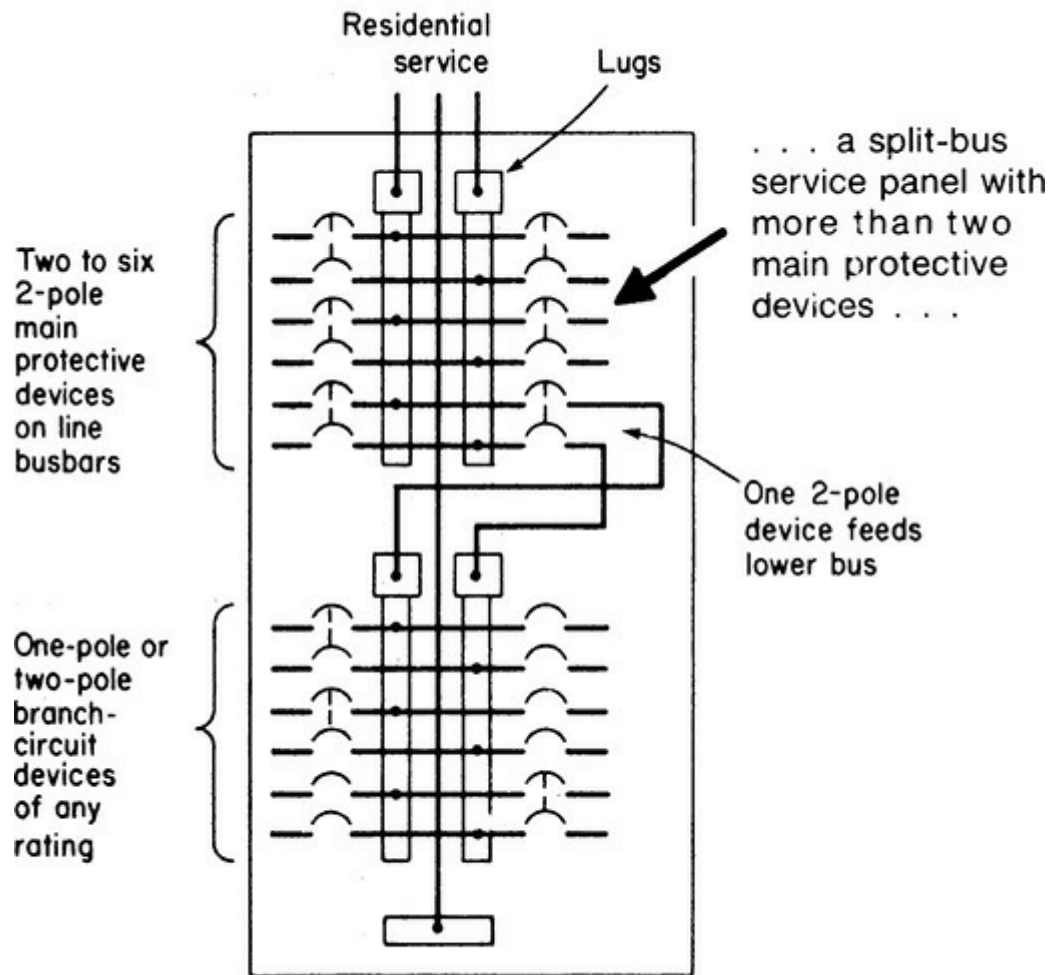 Residential
service
Lugs
. . . a split-bus
service panel with
more than two
main protective
devices . . .
Two to six
2-pole
main
protective
devices
on line
busbars
One 2-pole
device feeds
lower bus
One-pole or
two-pole
branch-
circuit
devices
of any
rating